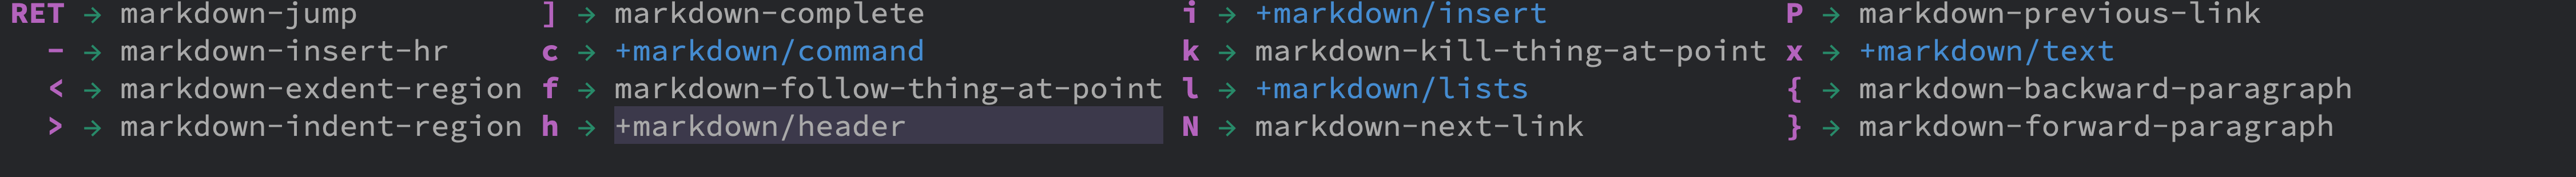 RET → markdown-jump ] → markdown-complete i → +markdown/insert P → markdown-previous-link
- → markdown-insert-hr c → +markdown/command k → markdown-kill-thing-at-point x → +markdown/text
< → markdown-exdent-region f → markdown-follow-thing-at-point l → +markdown/lists { → markdown-backward-paragraph
> → markdown-indent-region h → +markdown/header N → markdown-next-link } → markdown-forward-paragraph